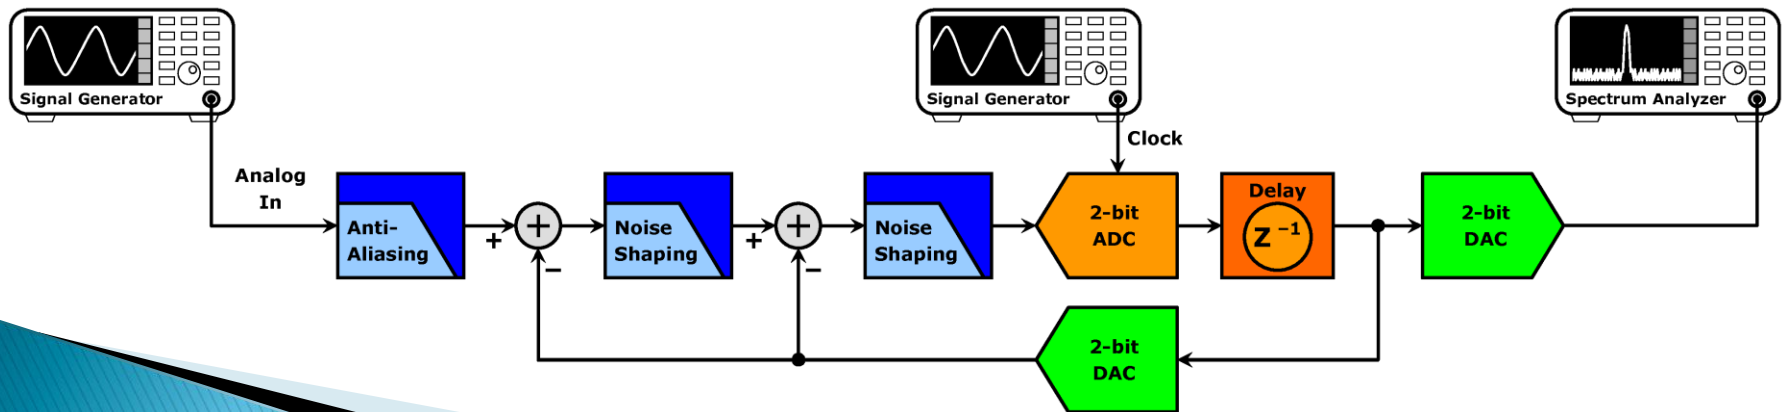 Signal Generator
Signal Generator
Spectrum Analyzer
Clock
Analog
In
Anti-
Aliasing
+
+
−
Noise
Shaping
+
+
−
Noise
Shaping
2-bit
ADC
Delay
Z⁻¹
2-bit
DAC
2-bit
DAC